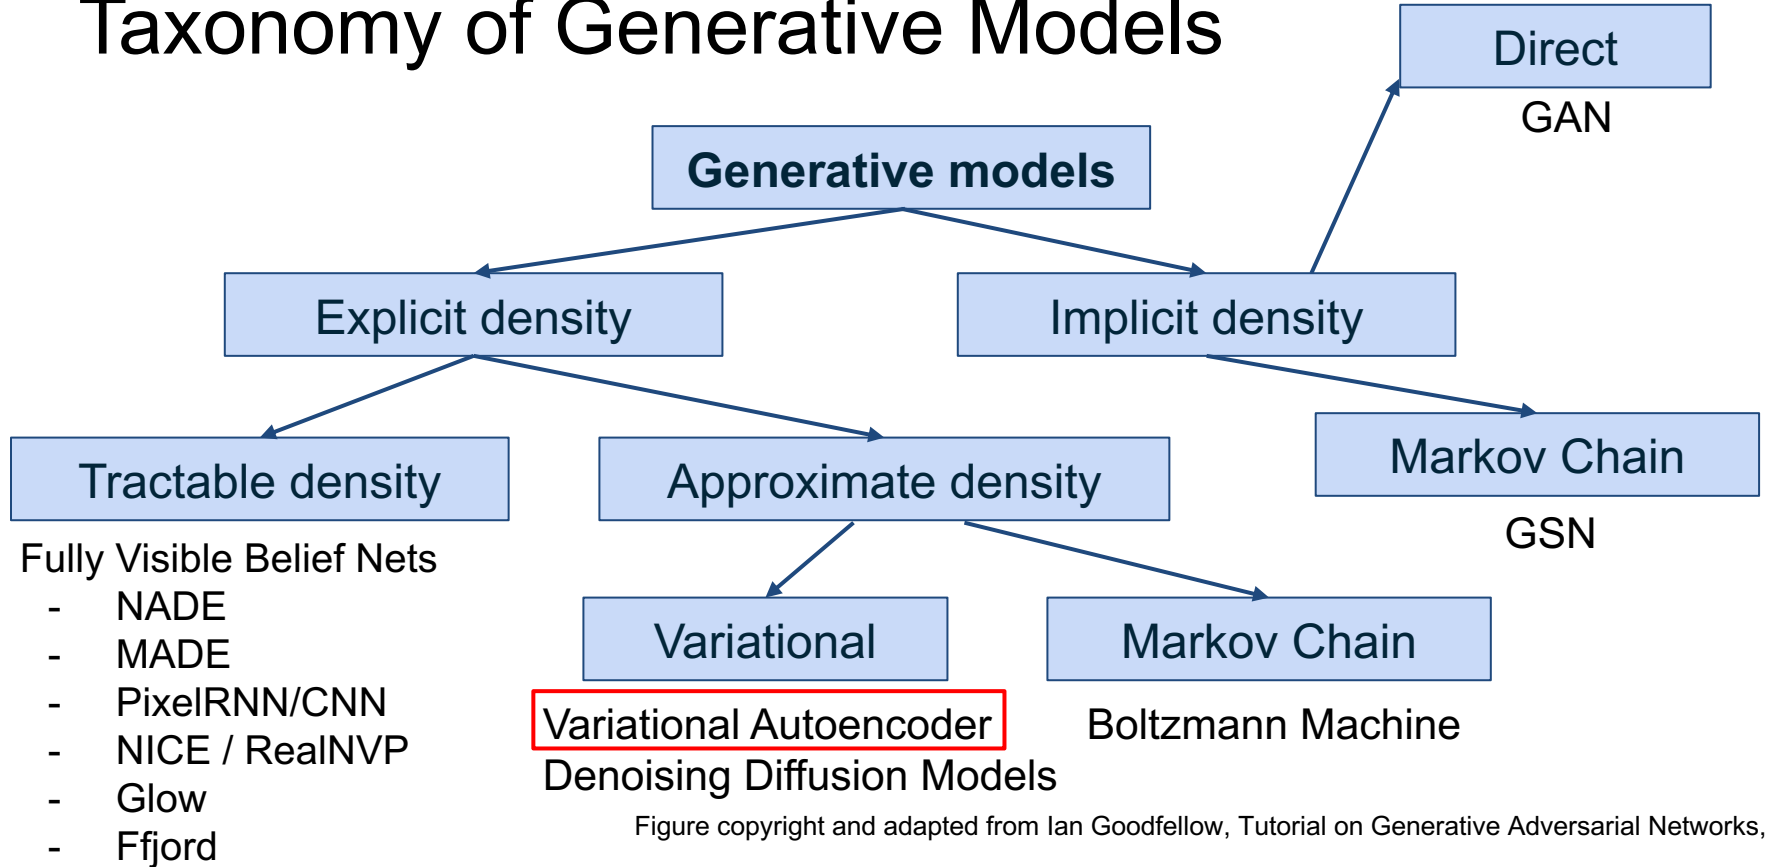 Taxonomy of Generative Models
Direct
GAN
Generative models
Explicit density
Implicit density
Tractable density
Approximate density
Markov Chain
GSN
Fully Visible Belief Nets
- NADE
- MADE
- PixelRNN/CNN
- NICE / RealNVP
- Glow
- Ffjord
Variational
Markov Chain
Variational Autoencoder
Denoising Diffusion Models
Boltzmann Machine
Figure copyright and adapted from Ian Goodfellow, Tutorial on Generative Adversarial Networks,